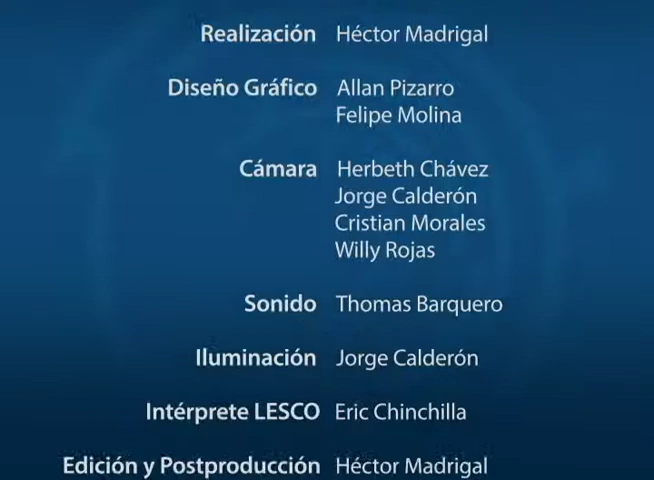 Realización Héctor Madrigal
Diseño Gráfico Allan Pizarro
Felipe Molina
Cámara Herbeth Chávez
Jorge Calderón
Cristian Morales
Willy Rojas
Sonido Thomas Barquero
Iluminación Jorge Calderón
Intérprete LESCO Eric Chinchilla
Edición y Postproducción Héctor Madrigal